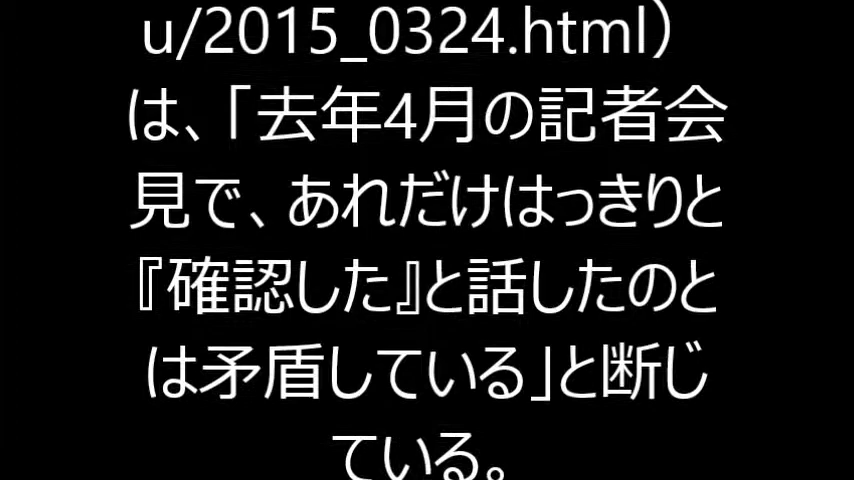 u/2015_0324.html）
は、「去年4月の記者会
見で、あれだけはっきりと
『確認した』と話したのと
は矛盾している」と断じ
ている。